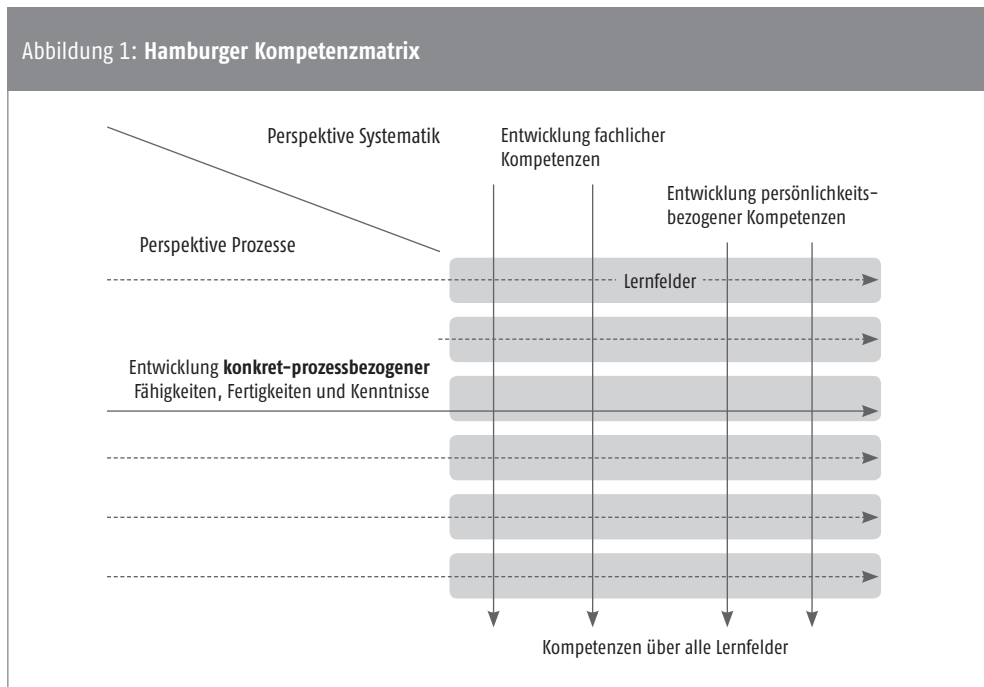 Abbildung 1: Hamburger Kompetenzmatrix
Perspektive Systematik
Entwicklung fachlicher
Kompetenzen
Entwicklung persönlichkeits-
bezogener Kompetenzen
Perspektive Prozesse
Lernfelder
Entwicklung konkret-prozessbezogener
Fähigkeiten, Fertigkeiten und Kenntnisse
Kompetenzen über alle Lernfelder